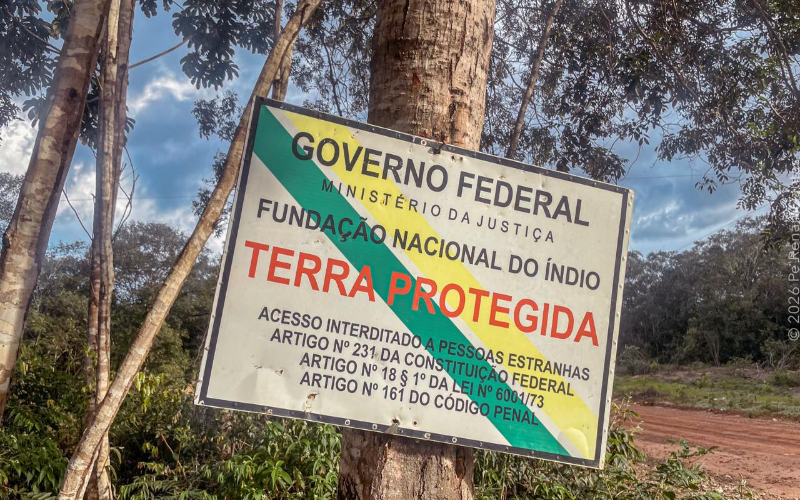 GOVERNO FEDERAL
MINISTÉRIO DA JUSTIÇA
FUNDAÇÃO NACIONAL DO ÍNDIO
TERRA PROTEGIDA
ACESSO INTERDITADO A PESSOAS ESTRANHAS
ARTIGO Nº 231 DA CONSTITUIÇÃO FEDERAL
ARTIGO Nº 18 § 1º DA LEI Nº 6001/73
ARTIGO Nº 161 DO CÓDIGO PENAL
© 2026 Pe